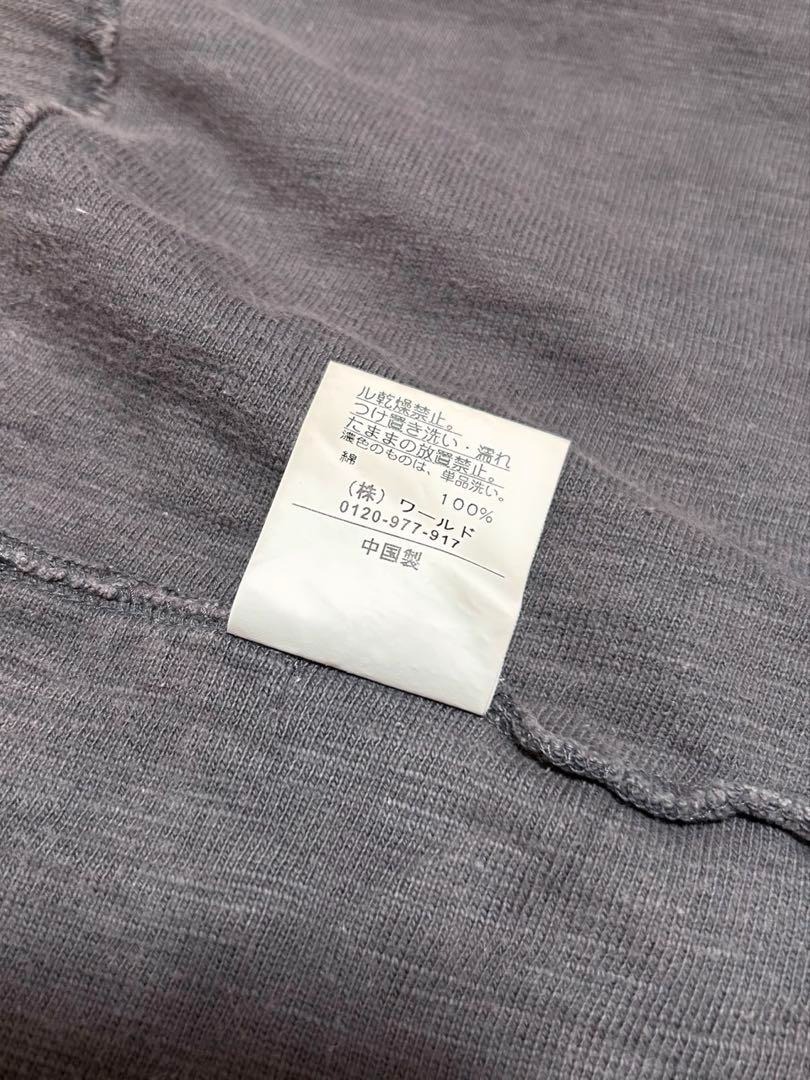 ル乾燥禁止。
つけ置き洗い・濡れ
たままの放置禁止。
濃色のものは、単品洗い。
綿 100%
(株) ワールド
0120-977-917
中国製